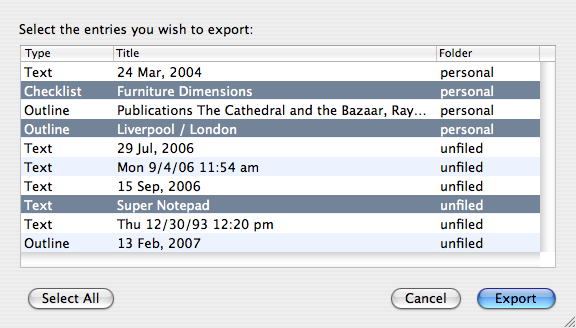 Select the entries you wish to export:
Type Title Folder
Text 24 Mar, 2004 personal
Checklist Furniture Dimensions personal
Outline Publications The Cathedral and the Bazaar, Ray... personal
Outline Liverpool / London personal
Text 29 Jul, 2006 unfiled
Text Mon 9/4/06 11:54 am unfiled
Text 15 Sep, 2006 unfiled
Text Super Notepad unfiled
Text Thu 12/30/93 12:20 pm unfiled
Outline 13 Feb, 2007 unfiled
Select All Cancel Export